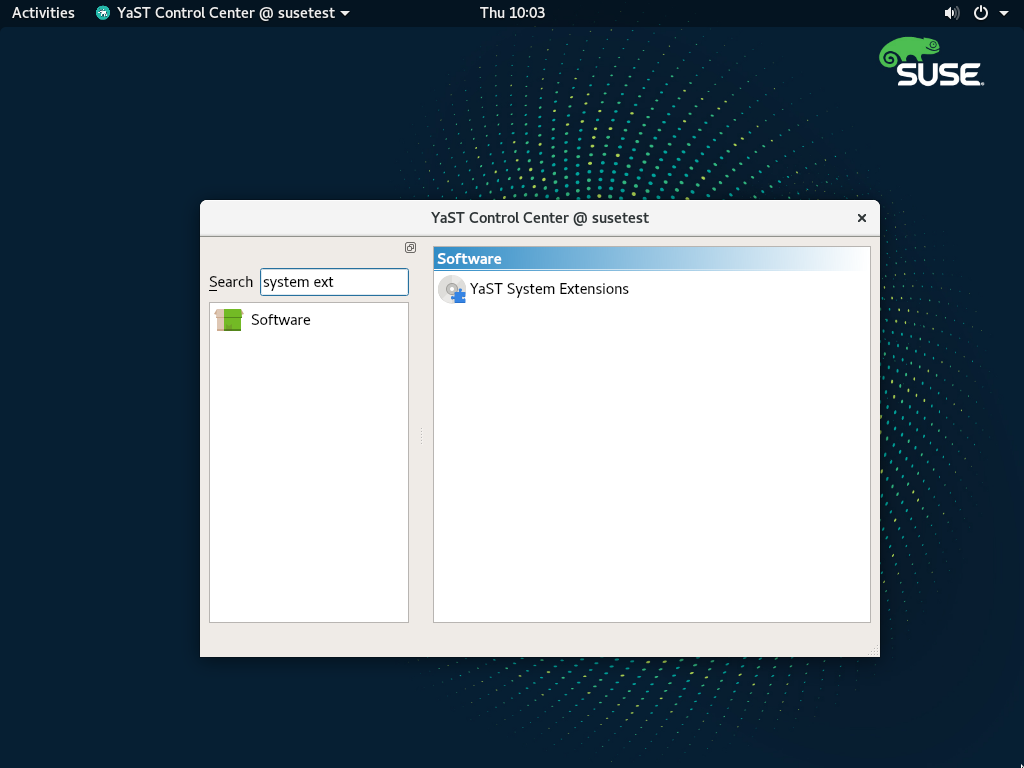 Activities YaST Control Center @ susetest Thu 10:03
SUSE
YaST Control Center @ susetest
Software
Search system ext
YaST System Extensions
Software